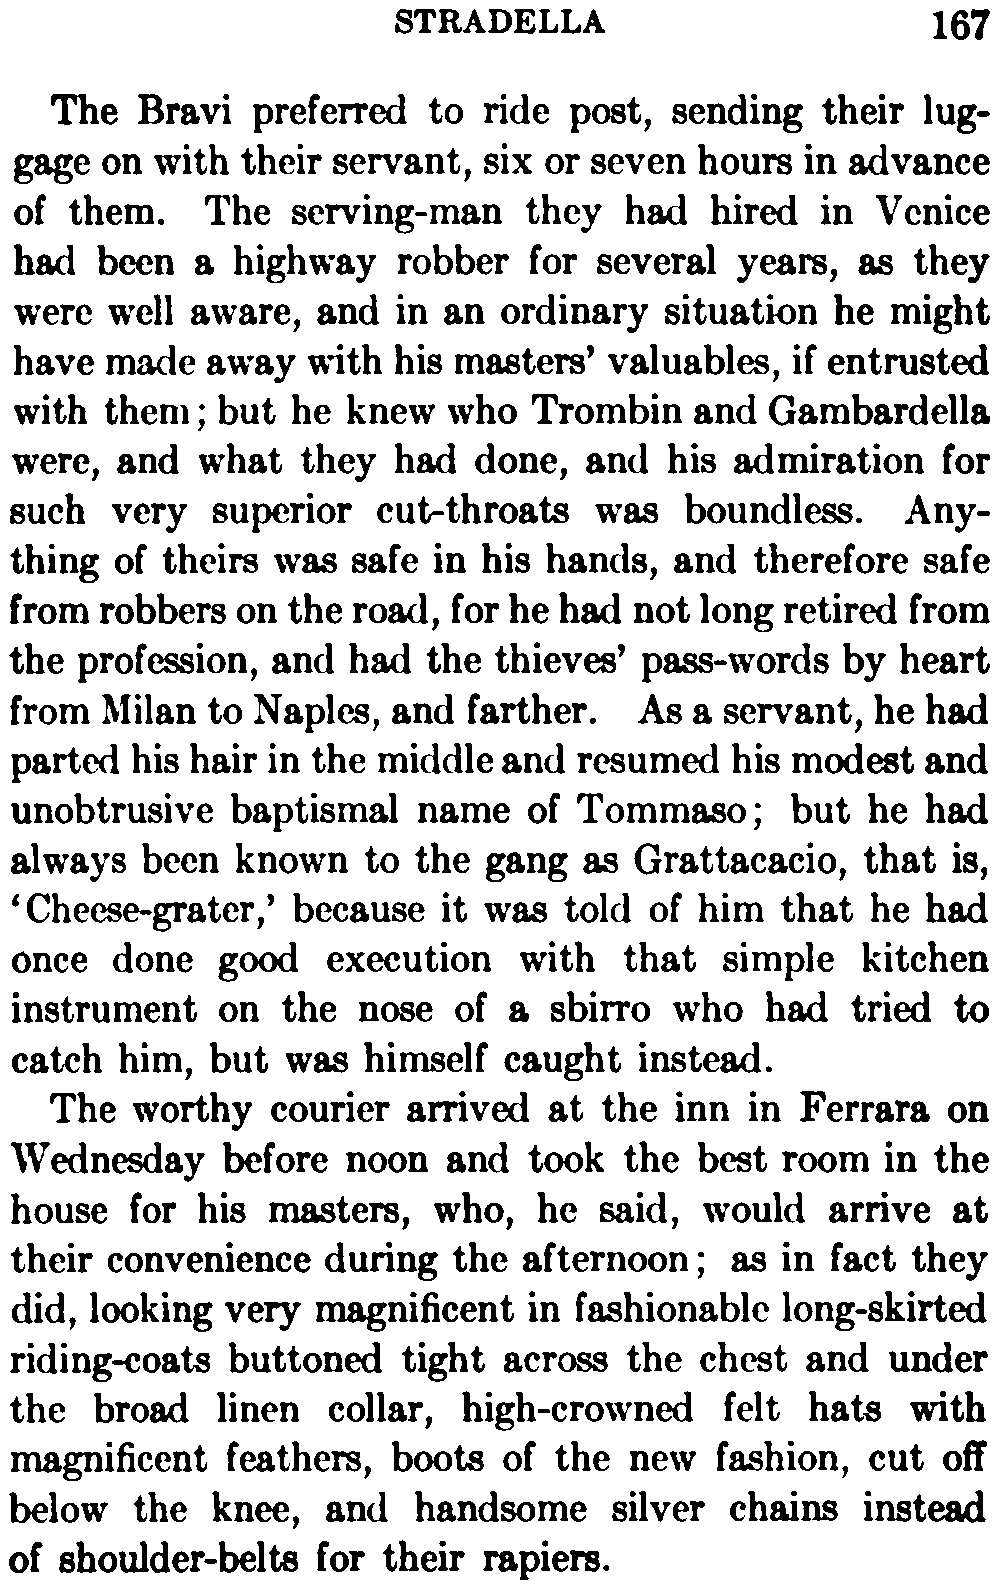 STRADELLA 167
The Bravi preferred to ride post, sending their lug-
gage on with their servant, six or seven hours in advance
of them. The serving-man they had hired in Venice
had been a highway robber for several years, as they
were well aware, and in an ordinary situation he might
have made away with his masters' valuables, if entrusted
with them; but he knew who Trombin and Gambardella
were, and what they had done, and his admiration for
such very superior cut-throats was boundless. Any-
thing of theirs was safe in his hands, and therefore safe
from robbers on the road, for he had not long retired from
the profession, and had the thieves' pass-words by heart
from Milan to Naples, and farther. As a servant, he had
parted his hair in the middle and resumed his modest and
unobtrusive baptismal name of Tommaso; but he had
always been known to the gang as Grattacacio, that is,
'Cheese-grater,' because it was told of him that he had
once done good execution with that simple kitchen
instrument on the nose of a sbirro who had tried to
catch him, but was himself caught instead.
The worthy courier arrived at the inn in Ferrara on
Wednesday before noon and took the best room in the
house for his masters, who, he said, would arrive at
their convenience during the afternoon; as in fact they
did, looking very magnificent in fashionable long-skirted
riding-coats buttoned tight across the chest and under
the broad linen collar, high-crowned felt hats with
magnificent feathers, boots of the new fashion, cut off
below the knee, and handsome silver chains instead
of shoulder-belts for their rapiers.